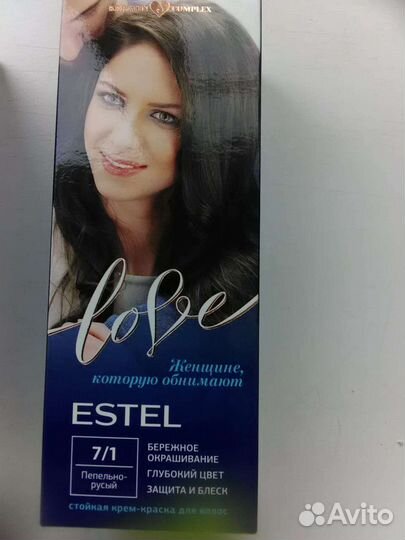 COMPLEX
love
Женщине,
которую обнимают
ESTEL
7/1
Пепельно-
русый
БЕРЕЖНОЕ
ОКРАШИВАНИЕ
ГЛУБОКИЙ ЦВЕТ
ЗАЩИТА И БЛЕСК
стойкая крем-краска для волос
Avito